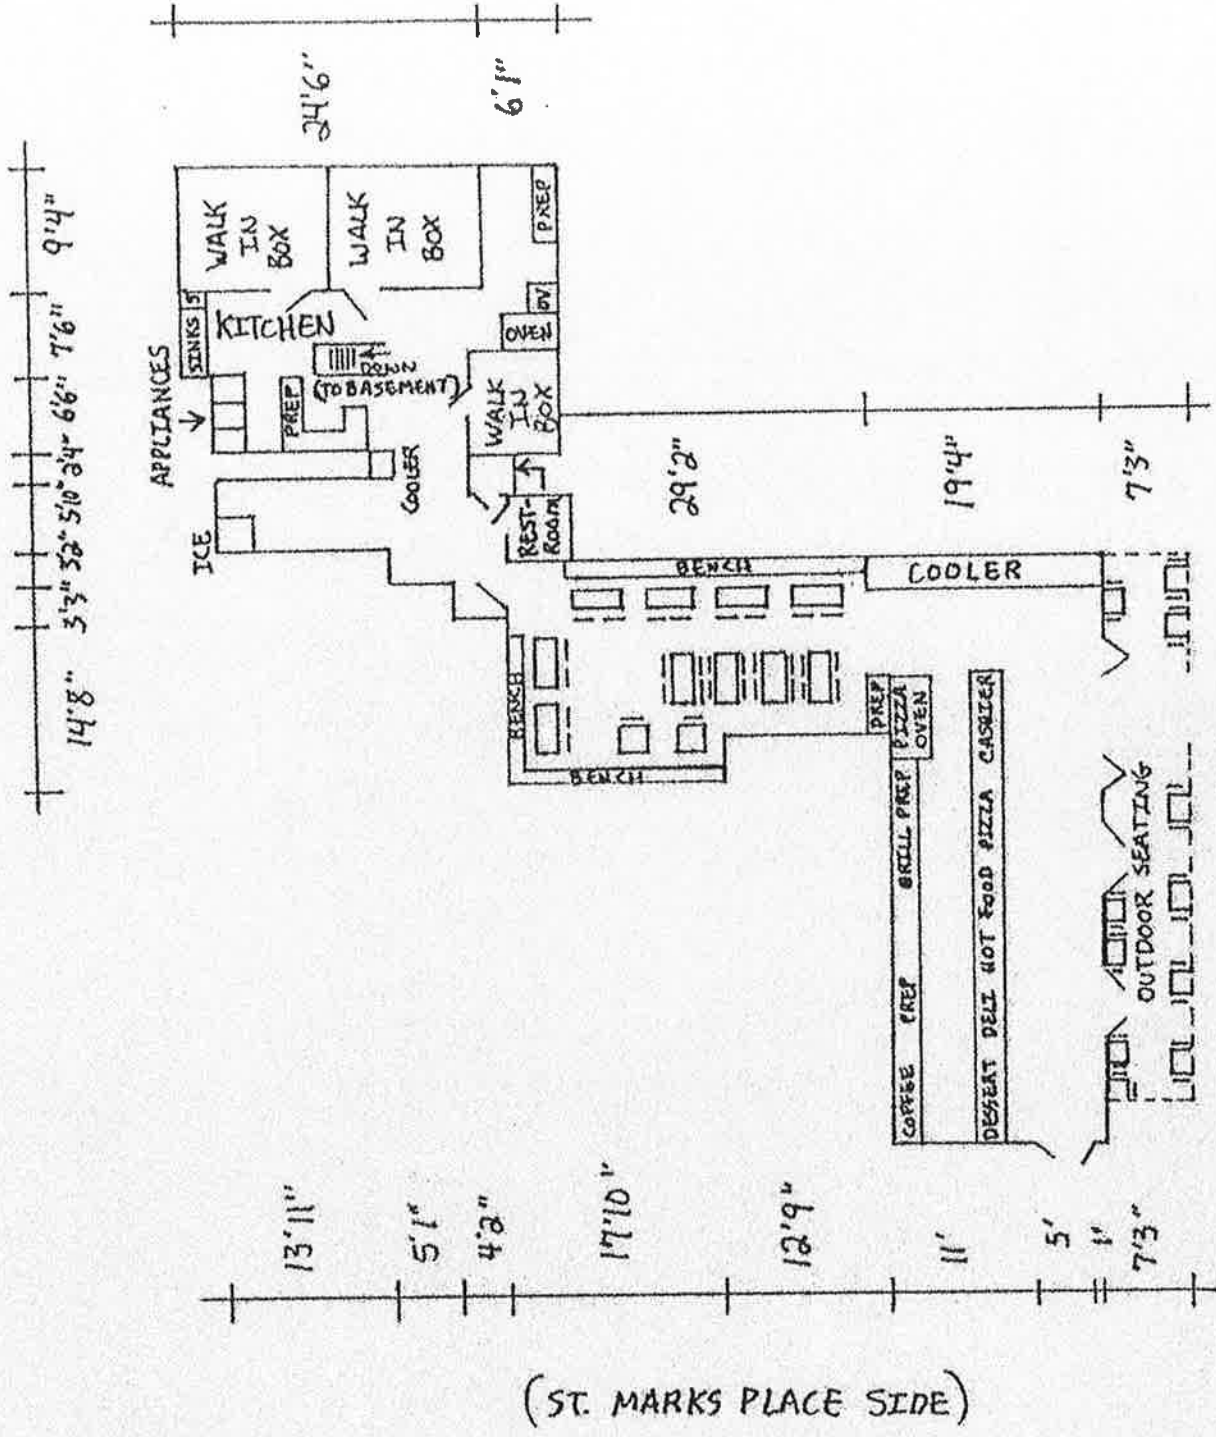 24'6"
6'1"
9'4"
7'6"
6'6"
2'4"
5'10"
32"
3'3"
14'8"
WALK
IN
BOX
WALK
IN
BOX
PREP
SINKS
S
KITCHEN
OV
OVEN
APPLIANCES
DOWN
(TO BASEMENT)
PREP
WALK
IN
BOX
COOLER
ICE
REST-
ROOM
29'2"
19'4"
7'3"
BENCH
COOLER
BENCH
BENCH
PREP
PIZZA
OVEN
COFFEE PREP GRILL PREP
DESSERT DELI HOT FOOD PIZZA CASHIER
OUTDOOR SEATING
13'11"
5'1"
4'2"
17'10"
12'9"
11'
5'
1'
7'3"
(ST. MARKS PLACE SIDE)